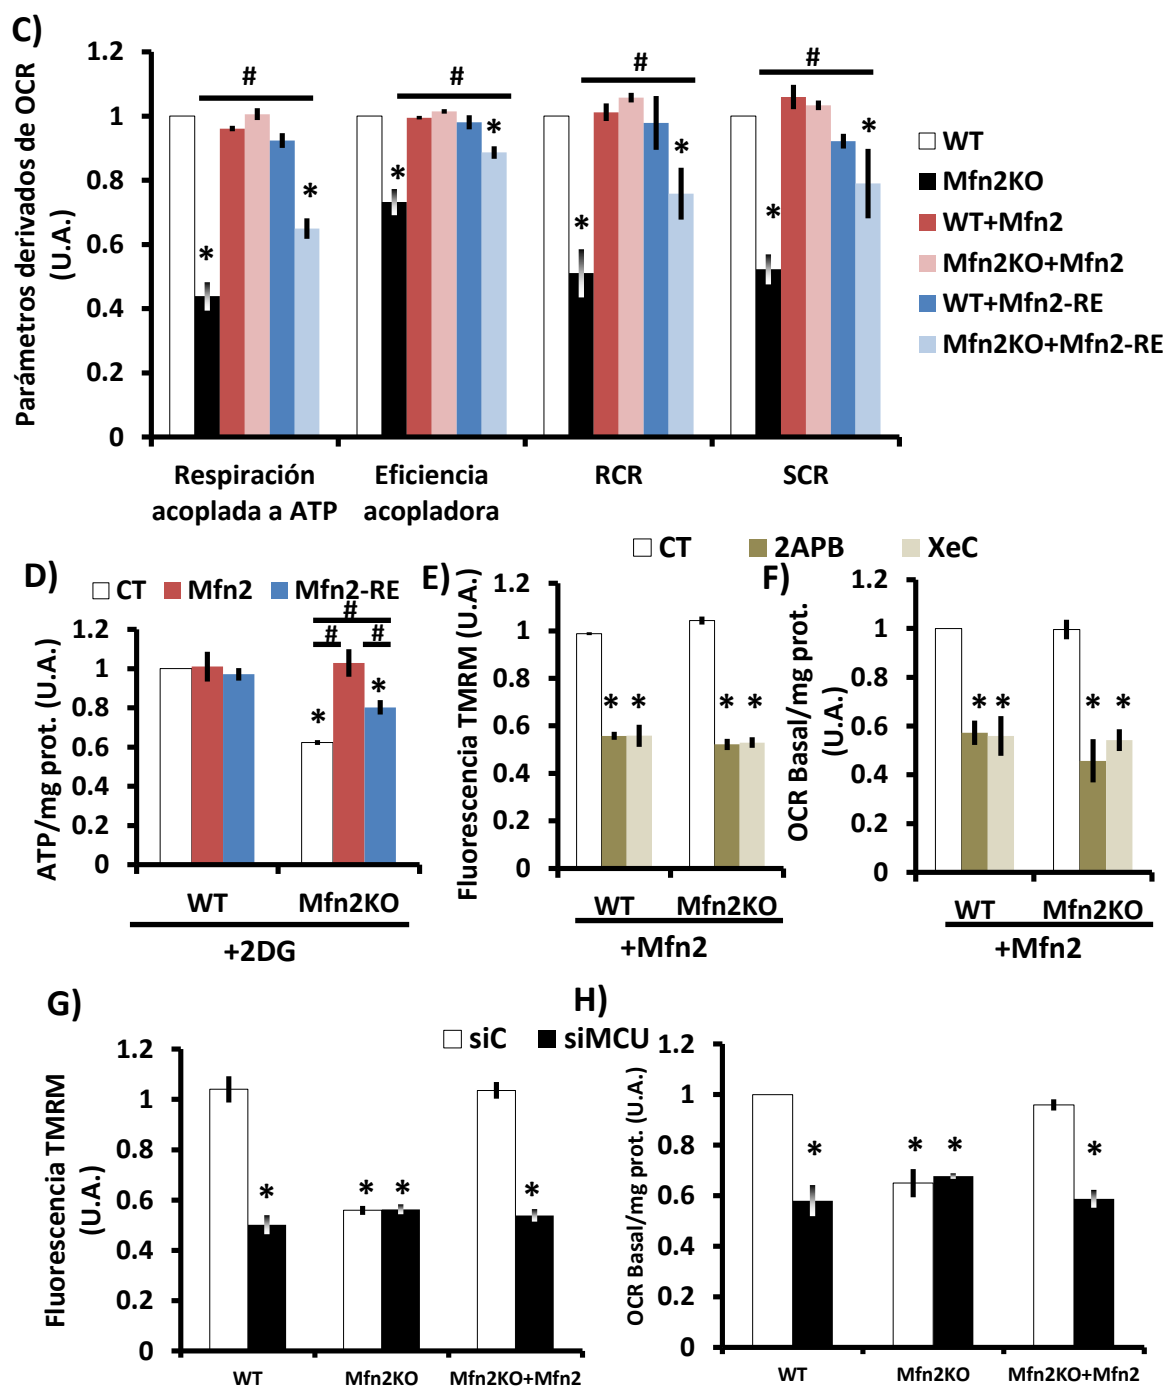 C)
Parámetros derivados de OCR
(U.A.)
1.2
1
0.8
0.6
0.4
0.2
0
#
#
#
#
*
*
*
*
*
*
*
*
Respiración
acoplada a ATP
Eficiencia
acopladora
RCR
SCR
WT
Mfn2KO
WT+Mfn2
Mfn2KO+Mfn2
WT+Mfn2-RE
Mfn2KO+Mfn2-RE
D)
CT Mfn2 Mfn2-RE
ATP/mg prot. (U.A.)
1.2
1
0.8
0.6
0.4
0.2
0
#
# #
* *
WT Mfn2KO
+2DG
CT 2APB XeC
E)
Fluorescencia TMRM (U.A.)
1.2
1
0.8
0.6
0.4
0.2
0
* * * *
WT Mfn2KO
+Mfn2
F)
OCR Basal/mg prot.
(U.A.)
1.2
1
0.8
0.6
0.4
0.2
0
* * * *
WT Mfn2KO
+Mfn2
siC siMCU
G)
Fluorescencia TMRM
(U.A.)
1.2
1
0.8
0.6
0.4
0.2
0
* * * *
WT Mfn2KO Mfn2KO+Mfn2
H)
OCR Basal/mg prot. (U.A.)
1.2
1
0.8
0.6
0.4
0.2
0
* * * *
WT Mfn2KO Mfn2KO+Mfn2